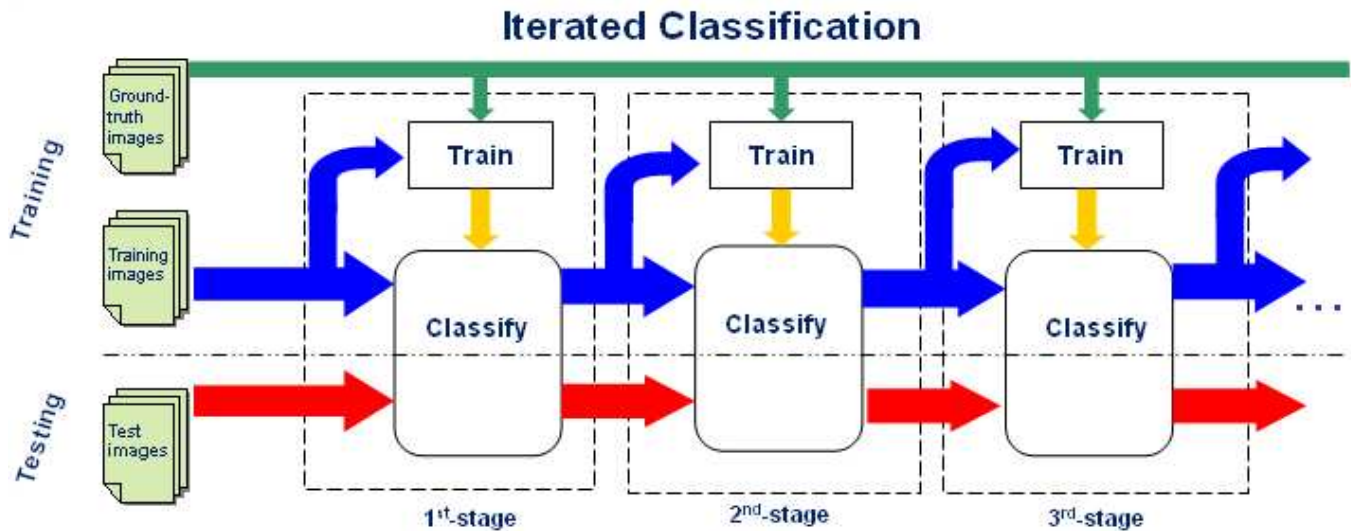 Iterated Classification
Training
Ground-
truth
images
Train
Train
Train
Training
images
Classify
Classify
Classify
. . .
Testing
Test
images
1st-stage
2nd-stage
3rd-stage